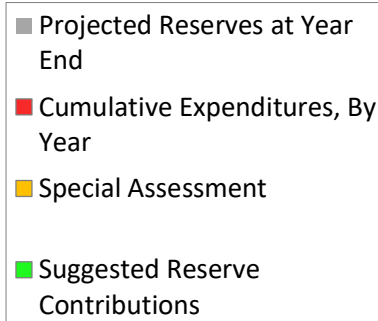 Projected Reserves at Year
End
Cumulative Expenditures, By
Year
Special Assessment
Suggested Reserve
Contributions